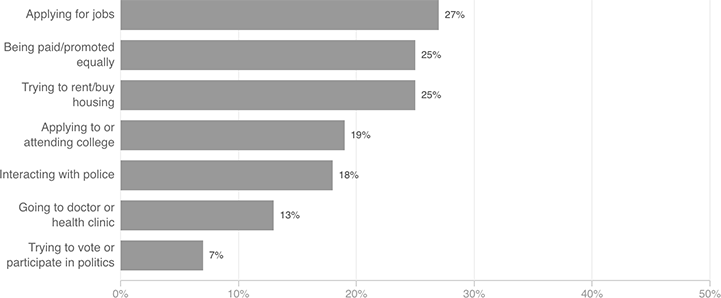 Applying for jobs
27%
Being paid/promoted
equally
25%
Trying to rent/buy
housing
25%
Applying to or
attending college
19%
Interacting with police
18%
Going to doctor or
health clinic
13%
Trying to vote or
participate in politics
7%
0% 10% 20% 30% 40% 50%